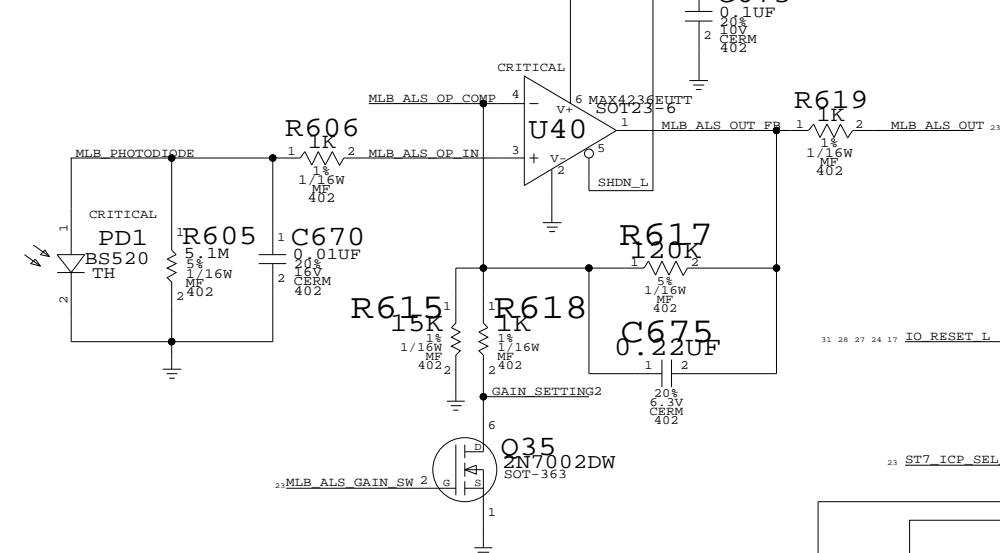 C675
0.1UF
20%
10V
CERM
402
2
CRITICAL
MLB_ALS_OP_COMP
4
V+
6
MAX4236EUTT
SOT23-6
U40
1
MLB_ALS_OUT_FB
R619
1K
1
2
MLB_ALS_OUT
23
1%
1/16W
MF
402
R606
1K
MLB_PHOTODIODE
1
2
MLB_ALS_OP_IN
3
1%
1/16W
MF
402
V-
2
5
SHDN_L
CRITICAL
1
PD1
BS520
TH
2
1
R605
5.1M
5%
1/16W
MF
402
2
1
C670
0.01UF
20%
16V
CERM
402
2
R617
120K
1
2
5%
1/16W
MF
402
R615
15K
1
1%
1/16W
MF
402
2
R618
1K
1
1%
1/16W
MF
402
2
C675
0.22UF
1
2
20%
6.3V
CERM
402
GAIN_SETTING2
31 28 27 24 17 IO_RESET_L
6
Q35
2N7002DW
SOT-363
D
G
S
23 MLB_ALS_GAIN_SW 2
1
23 ST7_ICP_SEL